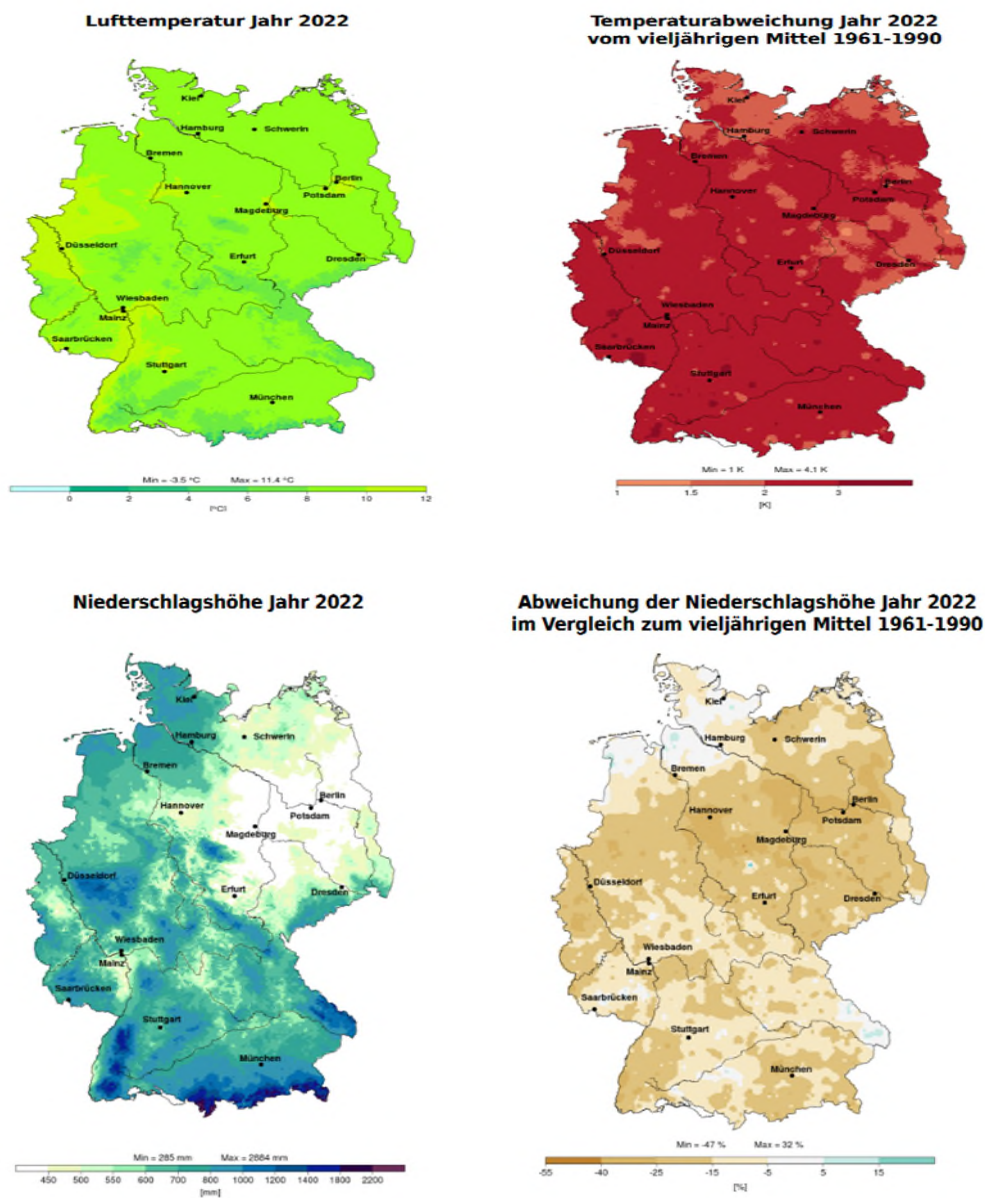 Lufttemperatur Jahr 2022
Kiel
Hamburg
Schwerin
Bremen
Hannover
Berlin
Potsdam
Magdeburg
Düsseldorf
Erfurt
Dresden
Wiesbaden
Mainz
Saarbrücken
Stuttgart
München
Min = -3.5 °C Max = 11.4 °C
0 2 4 6 8 10 12
[°C]
Temperaturabweichung Jahr 2022
vom vieljährigen Mittel 1961-1990
Kiel
Hamburg
Schwerin
Bremen
Berlin
Hannover
Potsdam
Magdeburg
Düsseldorf
Erfurt
Dresden
Wiesbaden
Mainz
Saarbrücken
Stuttgart
München
Min = 1 K Max = 4.1 K
1 1.5 2 3
[K]
Niederschlagshöhe Jahr 2022
Kiel
Hamburg
Schwerin
Bremen
Berlin
Hannover
Potsdam
Magdeburg
Düsseldorf
Erfurt
Dresden
Wiesbaden
Mainz
Saarbrücken
Stuttgart
München
Min = 285 mm Max = 2884 mm
450 500 550 600 700 800 1000 1200 1400 1800 2200
[mm]
Abweichung der Niederschlagshöhe Jahr 2022
im Vergleich zum vieljährigen Mittel 1961-1990
Kiel
Hamburg
Schwerin
Bremen
Berlin
Hannover
Potsdam
Magdeburg
Düsseldorf
Erfurt
Dresden
Wiesbaden
Mainz
Saarbrücken
Stuttgart
München
Min = -47 % Max = 32 %
-55 -40 -25 -15 -5 5 15
[%]